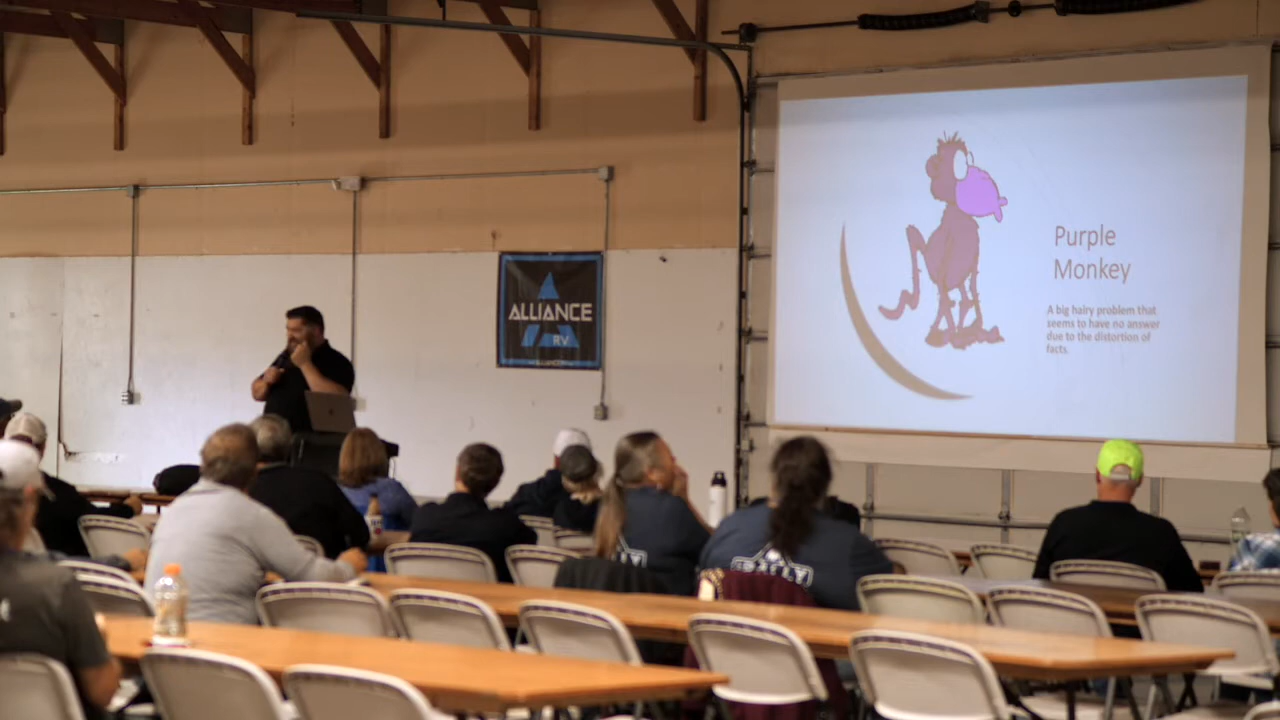 ALLIANCE
RV
Purple
Monkey
A big hairy problem that
seems to have no answer
due to the distortion of
facts.
RALLY